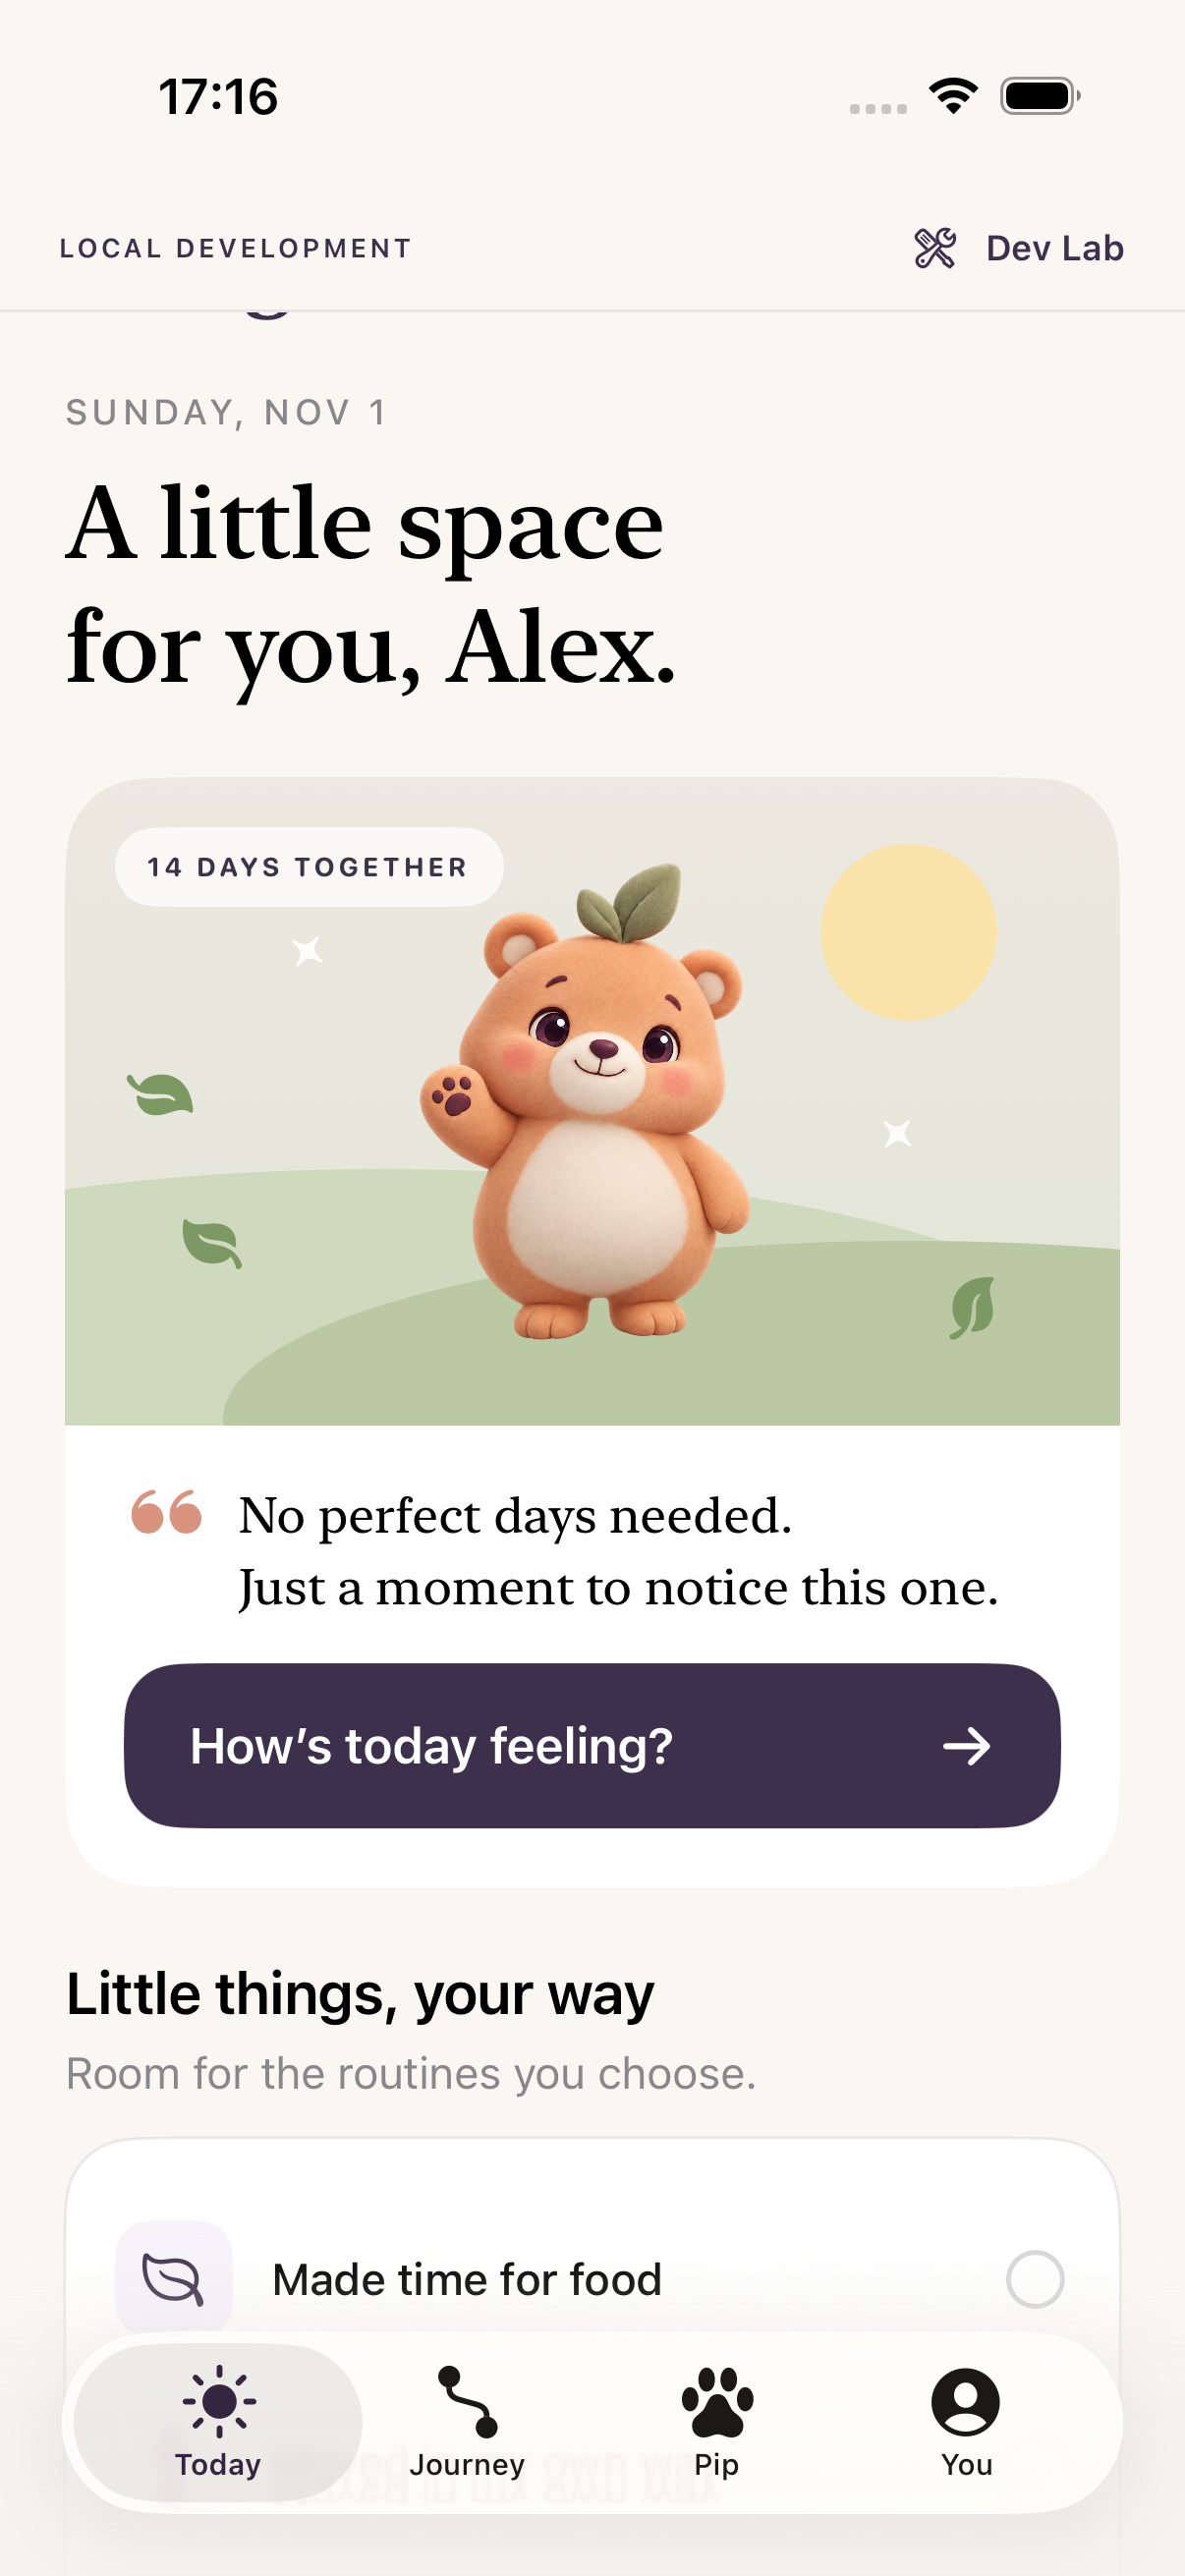 17:16
LOCAL DEVELOPMENT
Dev Lab
SUNDAY, NOV 1
A little space
for you, Alex.
14 DAYS TOGETHER
No perfect days needed.
Just a moment to notice this one.
How’s today feeling?
Little things, your way
Room for the routines you choose.
Made time for food
Today
Journey
Pip
You